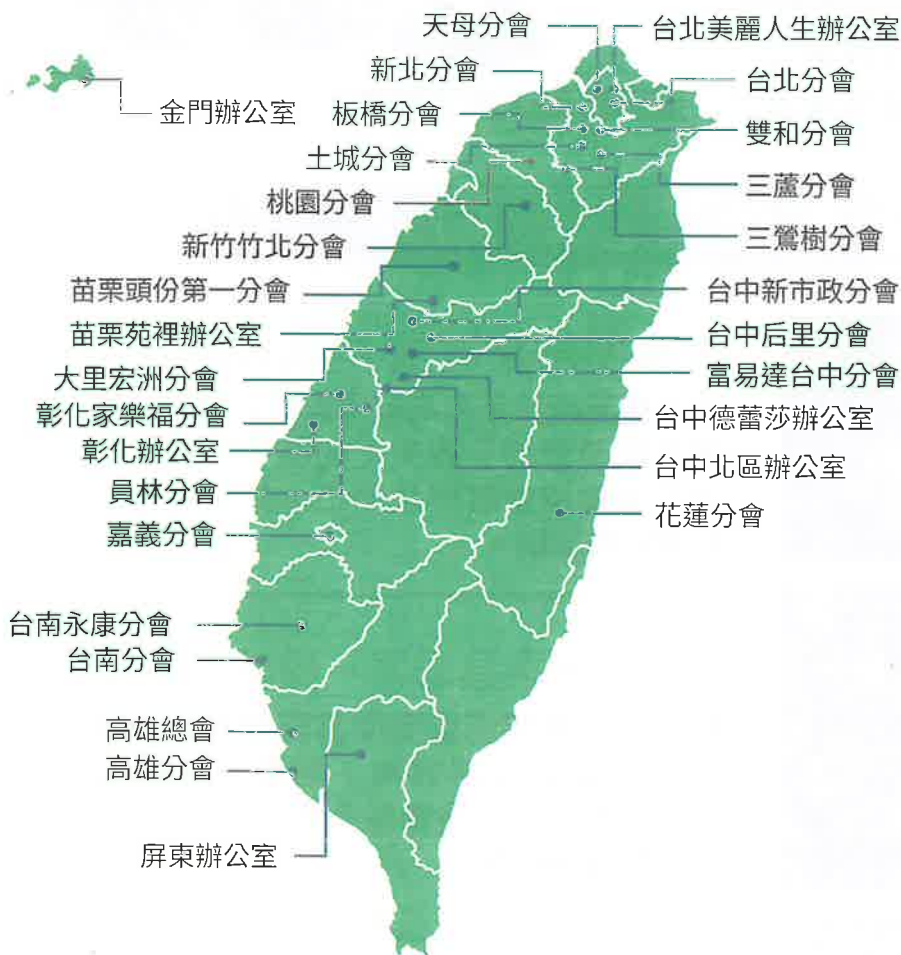 天母分會
台北美麗人生辦公室
新北分會
台北分會
金門辦公室
板橋分會
雙和分會
土城分會
三蘆分會
桃園分會
三鶯樹分會
新竹竹北分會
苗栗頭份第一分會
台中新市政分會
苗栗苑裡辦公室
台中后里分會
大里宏洲分會
富易達台中分會
彰化家樂福分會
台中德蕾莎辦公室
彰化辦公室
台中北區辦公室
員林分會
花蓮分會
嘉義分會
台南永康分會
台南分會
高雄總會
高雄分會
屏東辦公室